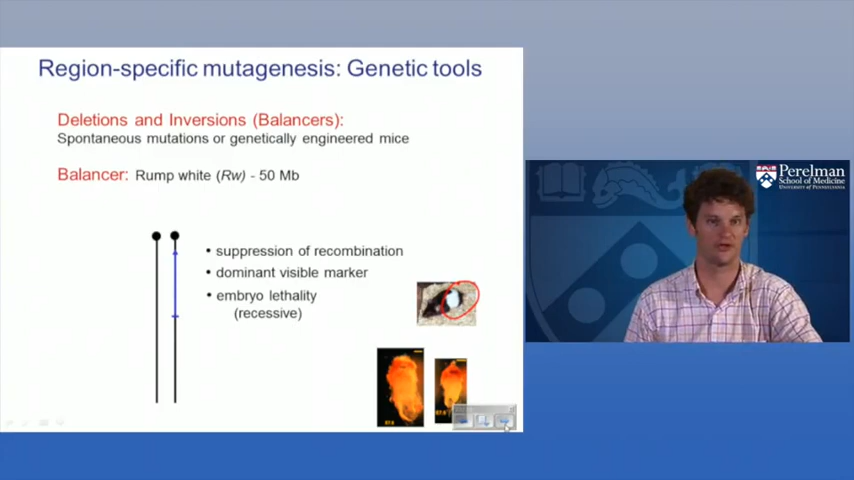 Region-specific mutagenesis: Genetic tools
Deletions and Inversions (Balancers):
Spontaneous mutations or genetically engineered mice
Balancer: Rump white (Rw) - 50 Mb
• suppression of recombination
• dominant visible marker
• embryo lethality
(recessive)
Perelman
School of Medicine
University of Pennsylvania